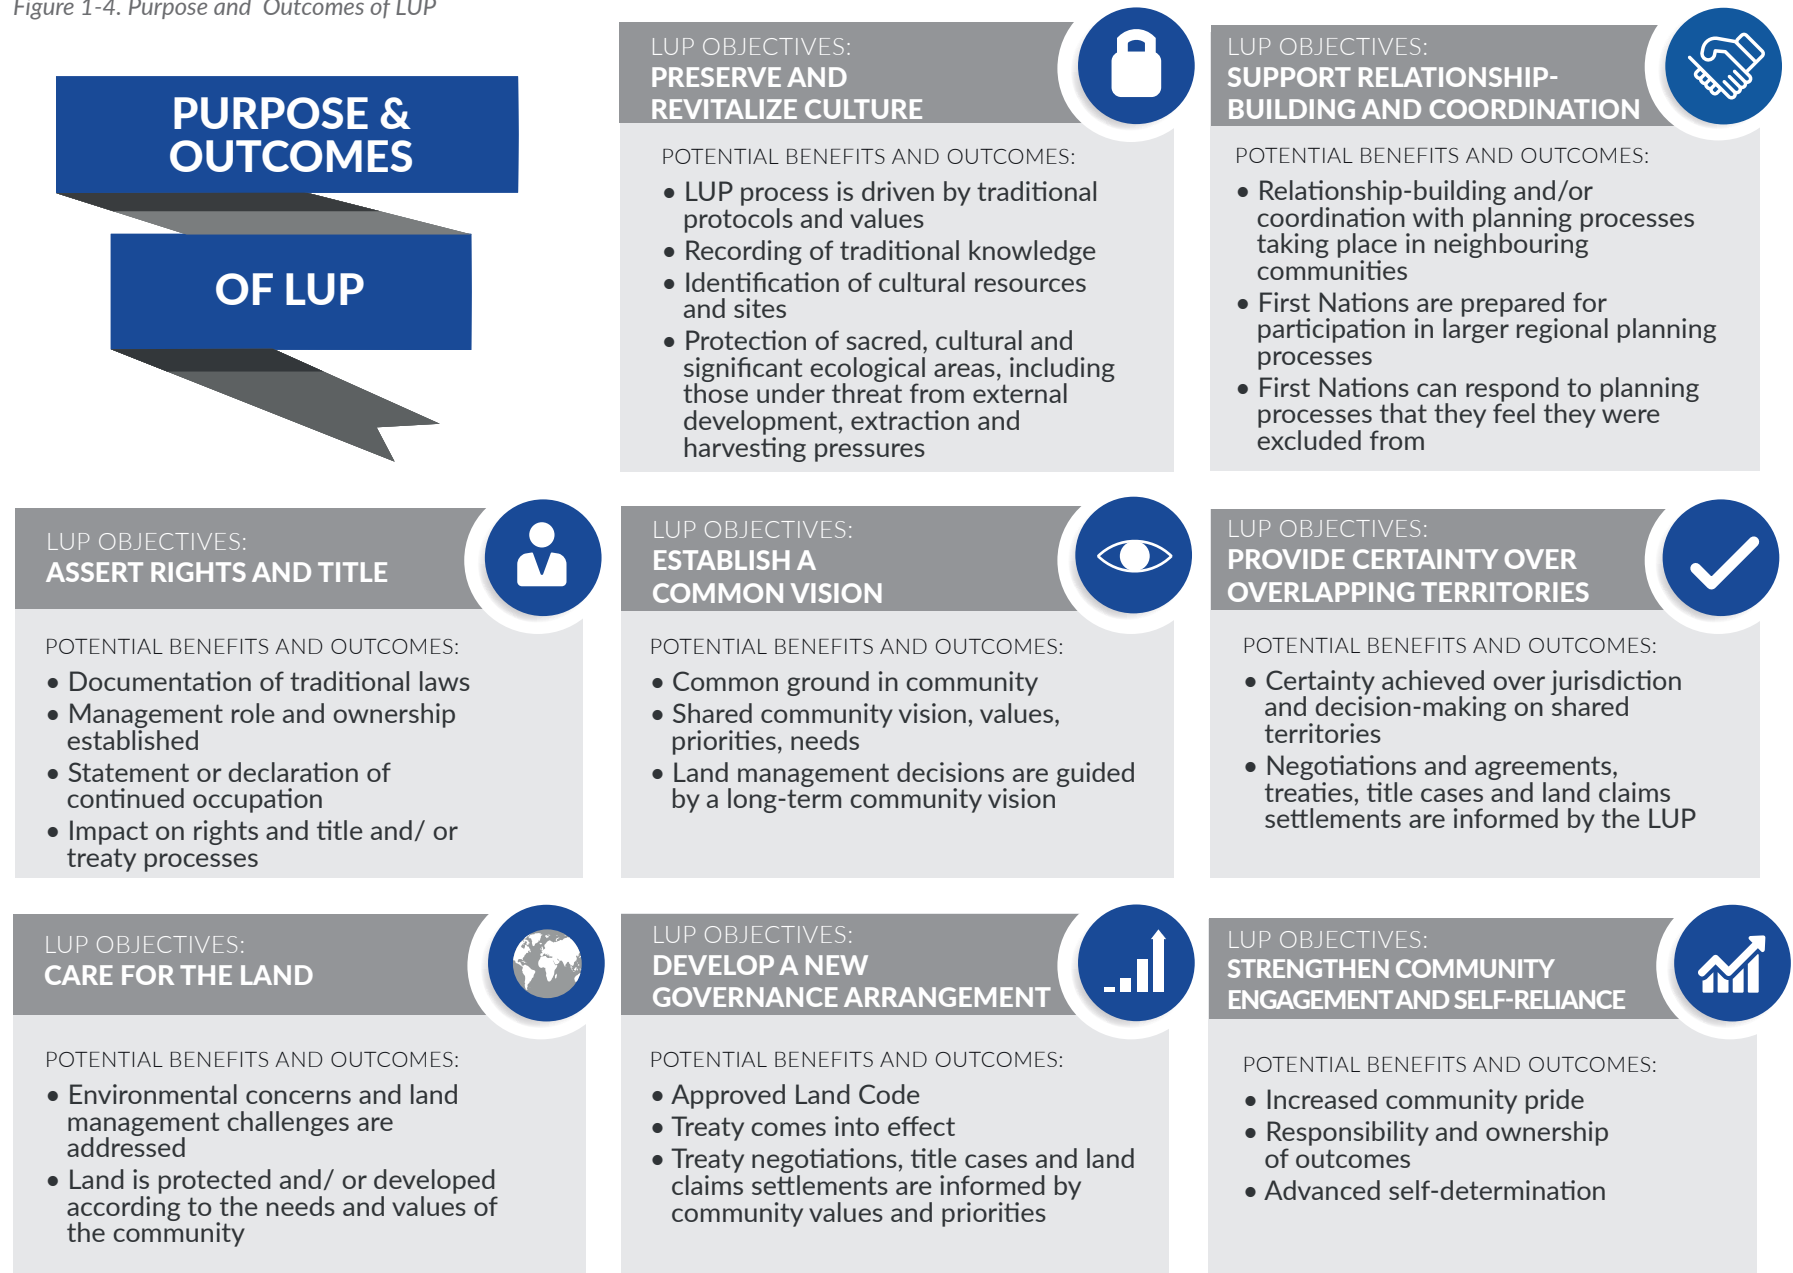 Figure 1-4. Purpose and  Outcomes of LUP
PURPOSE &
OUTCOMES
OF LUP
LUP OBJECTIVES:
PRESERVE AND
REVITALIZE CULTURE
POTENTIAL BENEFITS AND OUTCOMES:
• LUP process is driven by traditional
protocols and values
• Recording of traditional knowledge
• Identification of cultural resources
and sites
• Protection of sacred, cultural and
significant ecological areas, including
those under threat from external
development, extraction and
harvesting pressures
LUP OBJECTIVES:
SUPPORT RELATIONSHIP-
BUILDING AND COORDINATION
POTENTIAL BENEFITS AND OUTCOMES:
• Relationship-building and/or
coordination with planning processes
taking place in neighbouring
communities
• First Nations are prepared for
participation in larger regional planning
processes
• First Nations can respond to planning
processes that they feel they were
excluded from
LUP OBJECTIVES:
ASSERT RIGHTS AND TITLE
POTENTIAL BENEFITS AND OUTCOMES:
• Documentation of traditional laws
• Management role and ownership
established
• Statement or declaration of
continued occupation
• Impact on rights and title and/ or
treaty processes
LUP OBJECTIVES:
ESTABLISH A
COMMON VISION
POTENTIAL BENEFITS AND OUTCOMES:
• Common ground in community
• Shared community vision, values,
priorities, needs
• Land management decisions are guided
by a long-term community vision
LUP OBJECTIVES:
PROVIDE CERTAINTY OVER
OVERLAPPING TERRITORIES
POTENTIAL BENEFITS AND OUTCOMES:
• Certainty achieved over jurisdiction
and decision-making on shared
territories
• Negotiations and agreements,
treaties, title cases and land claims
settlements are informed by the LUP
LUP OBJECTIVES:
CARE FOR THE LAND
POTENTIAL BENEFITS AND OUTCOMES:
• Environmental concerns and land
management challenges are
addressed
• Land is protected and/ or developed
according to the needs and values of
the community
LUP OBJECTIVES:
DEVELOP A NEW
GOVERNANCE ARRANGEMENT
POTENTIAL BENEFITS AND OUTCOMES:
• Approved Land Code
• Treaty comes into effect
• Treaty negotiations, title cases and land
claims settlements are informed by
community values and priorities
LUP OBJECTIVES:
STRENGTHEN COMMUNITY
ENGAGEMENT AND SELF-RELIANCE
POTENTIAL BENEFITS AND OUTCOMES:
• Increased community pride
• Responsibility and ownership
of outcomes
• Advanced self-determination